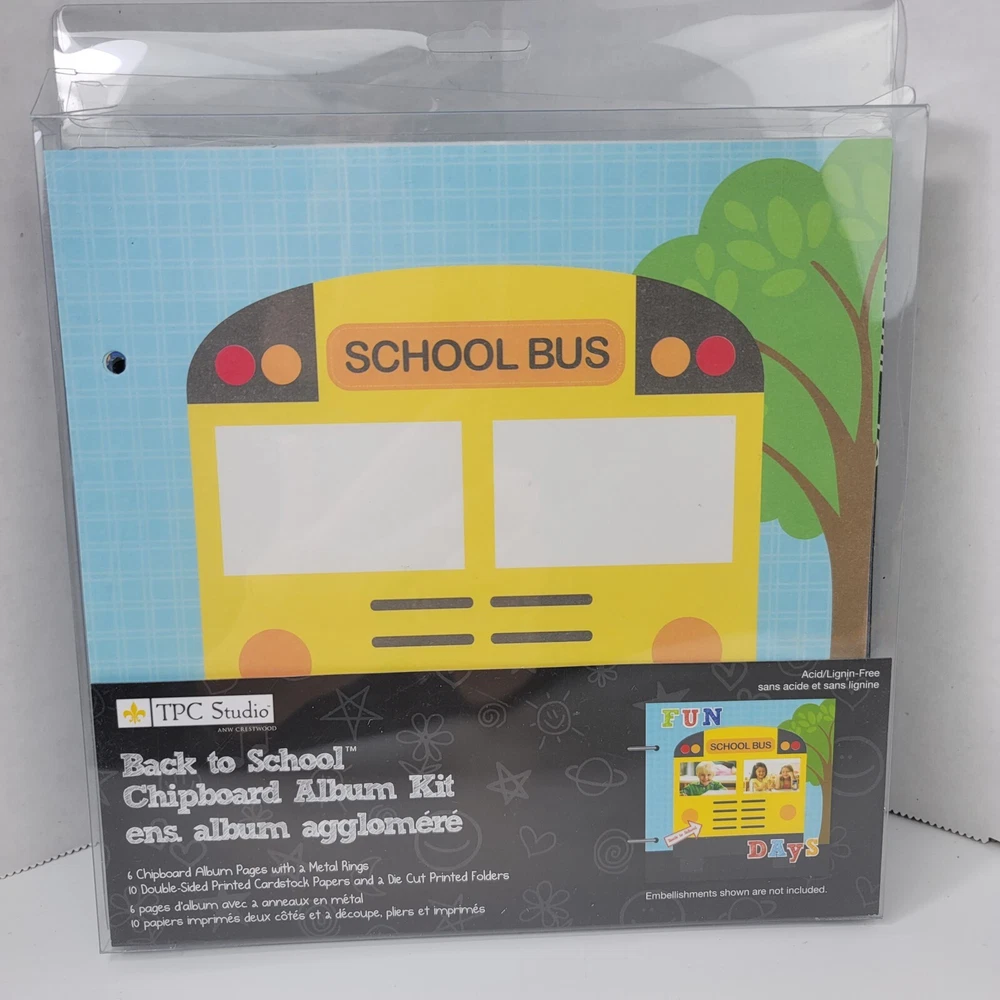 SCHOOL BUS
Acid/Lignin-Free
sans acide et sans lignine
TPC Studio
ANW CRESTWOOD
Back to School™
Chipboard Album Kit
ens. album aggloméré
6 Chipboard Album Pages with 2 Metal Rings
10 Double-Sided Printed Cardstock Papers and 2 Die Cut Printed Folders
6 pages d'album avec 2 anneaux en métal
10 papiers imprimés deux côtés et 2 découpe, pliers et imprimés
FUN
SCHOOL BUS
back to school
DAyS
Embellishments shown are not included.